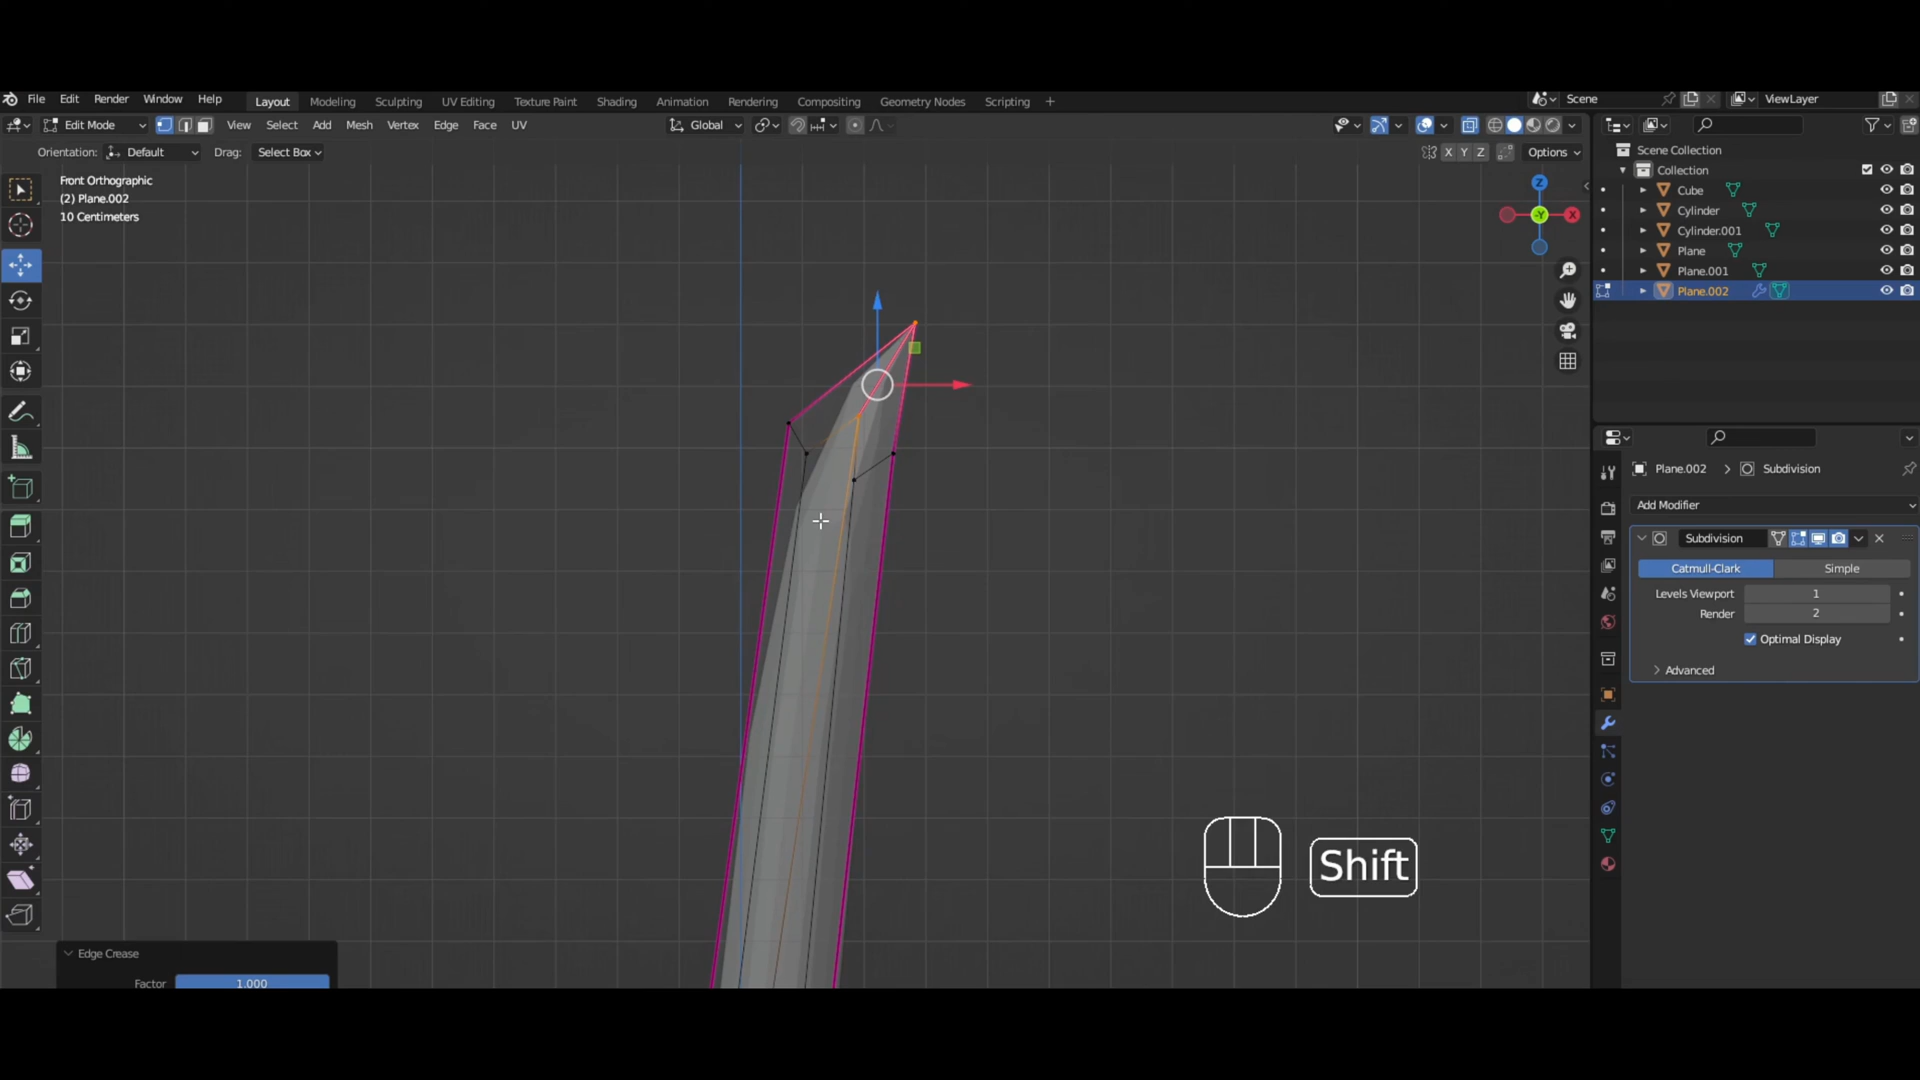 File Edit Render Window Help Layout Modeling Sculpting UV Editing Texture Paint Shading Animation Rendering Compositing Geometry Nodes Scripting + Scene ViewLayer
Edit Mode View Select Add Mesh Vertex Edge Face UV Global
Orientation: Default Drag: Select Box X Y Z Options
Front Orthographic
(2) Plane.002
10 Centimeters
Z
-Y X
Scene Collection
Collection
Cube
Cylinder
Cylinder.001
Plane
Plane.001
Plane.002
Plane.002 > Subdivision
Add Modifier
Subdivision
Catmull-Clark Simple
Levels Viewport 1
Render 2
Optimal Display
Advanced
Shift
Edge Crease
Factor 1.000